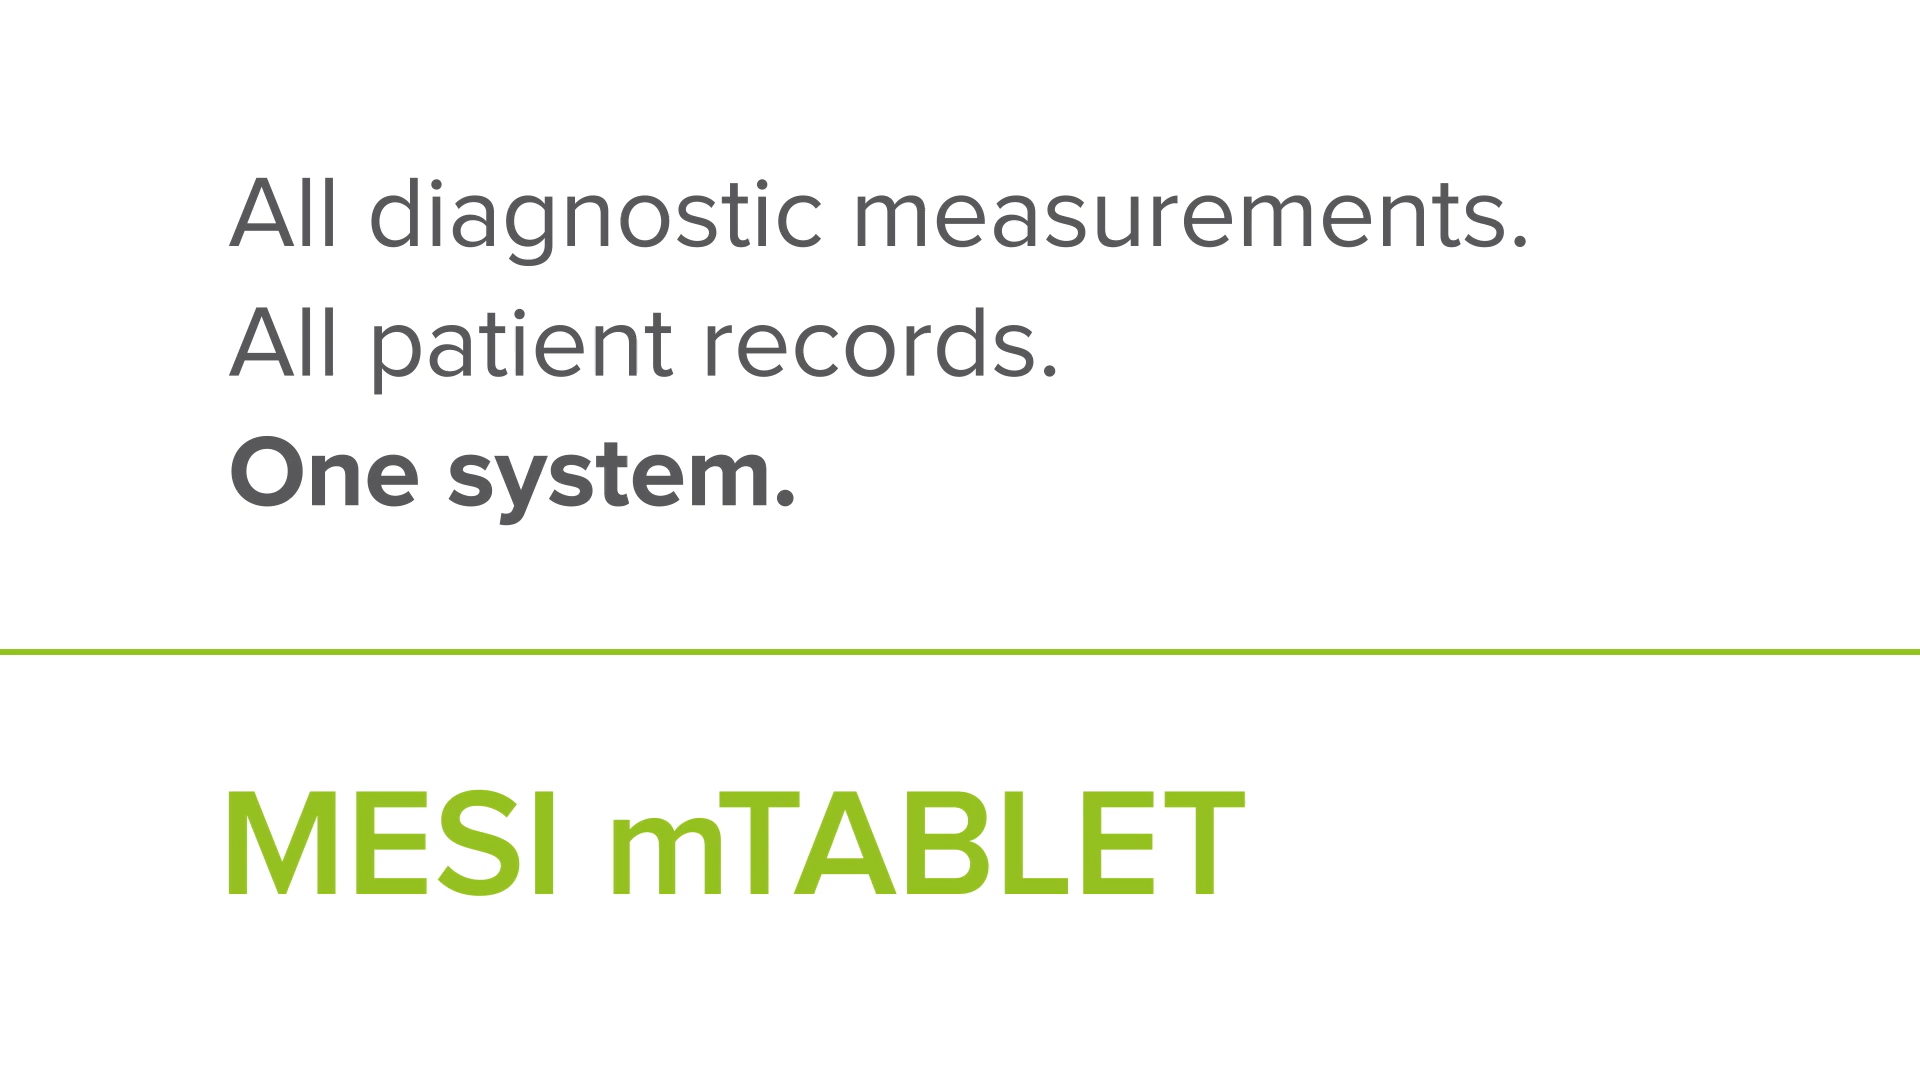 All diagnostic measurements.
All patient records.
One system.
MESI mTABLET